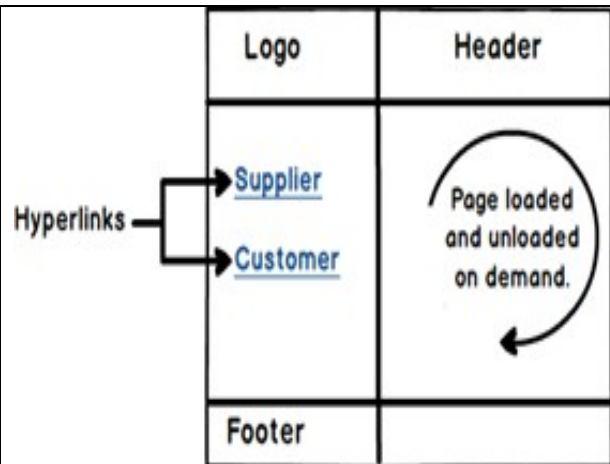 Logo
Header
Hyperlinks
Supplier
Customer
Page loaded
and unloaded
on demand.
Footer